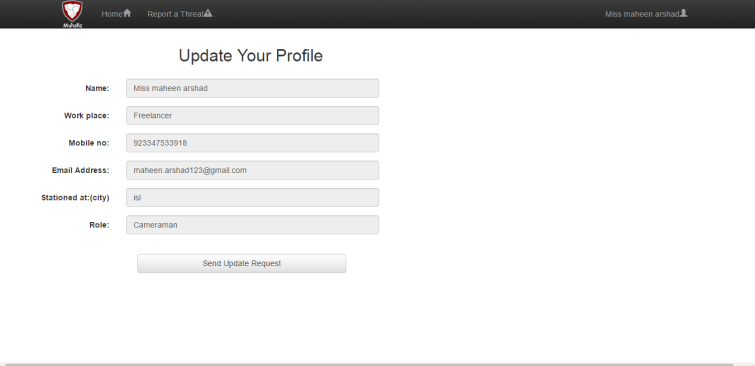 Home Report a Threat Miss maheen arshad
Muhafiz
Update Your Profile
Name: Miss maheen arshad
Work place: Freelancer
Mobile no: 923347533918
Email Address: maheen.arshad123@gmail.com
Stationed at:(city) isl
Role: Cameraman
Send Update Request